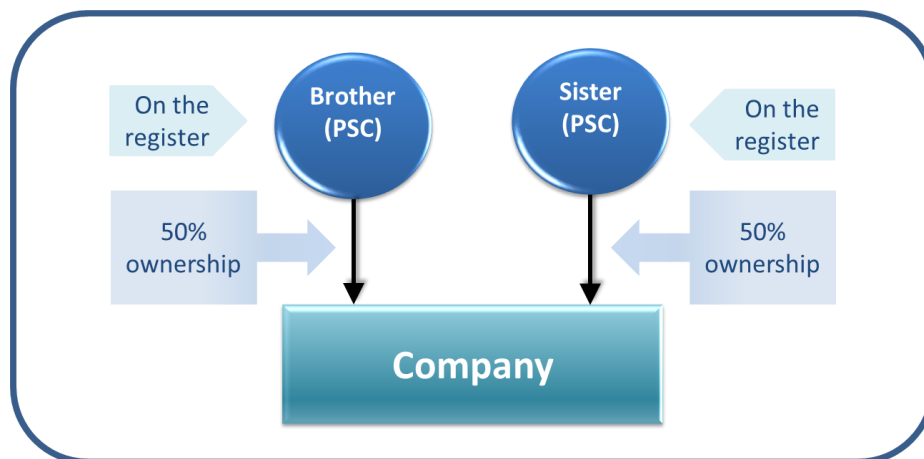 On the
register
Brother
(PSC)
Sister
(PSC)
On the
register
50%
ownership
50%
ownership
Company